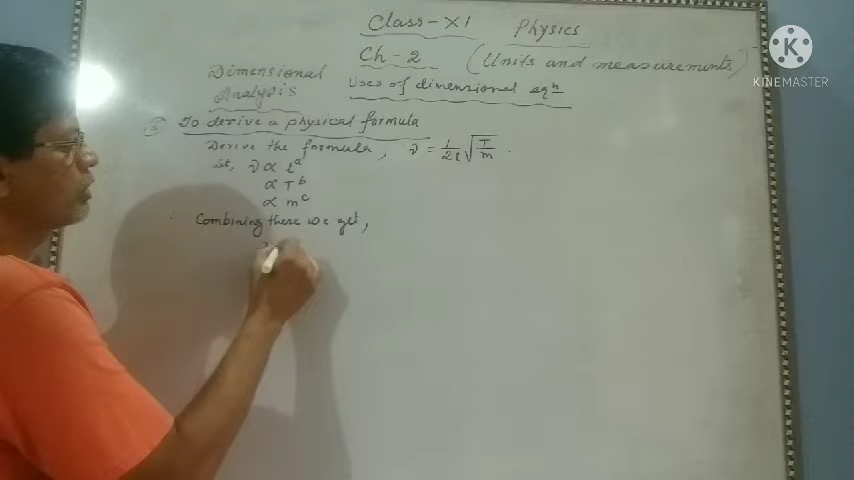 Class-XI Physics
Ch-2 (Units and measurements)
Dimensional Analysis
Uses of dimensional eqn
To derive a physical formula
Derive the formula, ν = 1/2l √T/m .
Let, ν ∝ l^a
∝ T^b
∝ m^c
∴ Combining there we get,
K
KINEMASTER